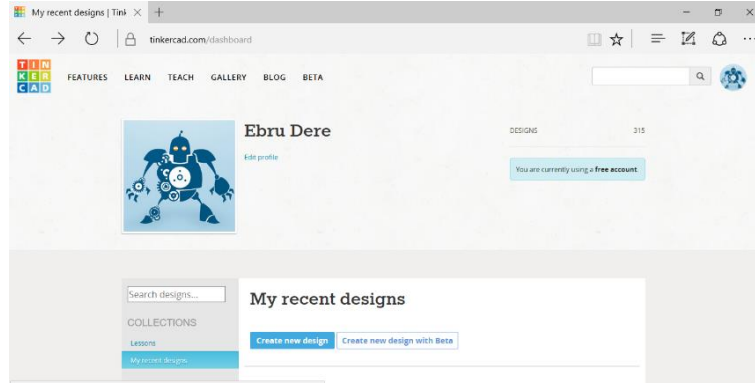 My recent designs | Tink
tinkercad.com/dashboard
TIN
KER
CAD
FEATURES LEARN TEACH GALLERY BLOG BETA
Ebru Dere
Edit profile
DESIGNS 315
You are currently using a free account.
Search designs...
COLLECTIONS
Lessons
My recent designs
My recent designs
Create new design Create new design with Beta